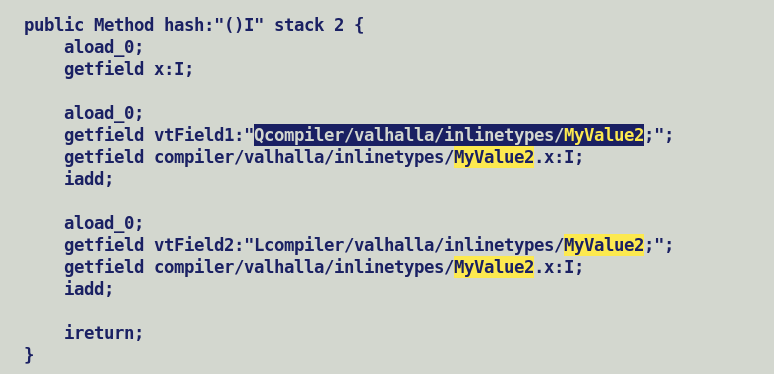 public Method hash:"()I" stack 2 {
    aload_0;
    getfield x:I;

    aload_0;
    getfield vtField1:"Qcompiler/valhalla/inlinetypes/MyValue2;";
    getfield compiler/valhalla/inlinetypes/MyValue2.x:I;
    iadd;

    aload_0;
    getfield vtField2:"Lcompiler/valhalla/inlinetypes/MyValue2;";
    getfield compiler/valhalla/inlinetypes/MyValue2.x:I;
    iadd;

    ireturn;
}